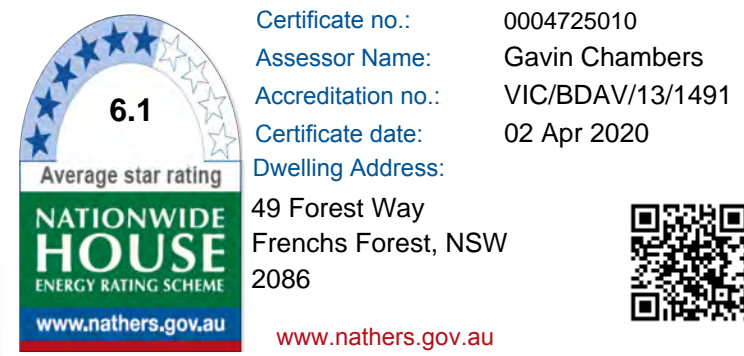 6.1
Average star rating
NATIONWIDE
HOUSE
ENERGY RATING SCHEME
www.nathers.gov.au
Certificate no.: 0004725010
Assessor Name: Gavin Chambers
Accreditation no.: VIC/BDAV/13/1491
Certificate date: 02 Apr 2020
Dwelling Address:
49 Forest Way
Frenchs Forest, NSW
2086
www.nathers.gov.au